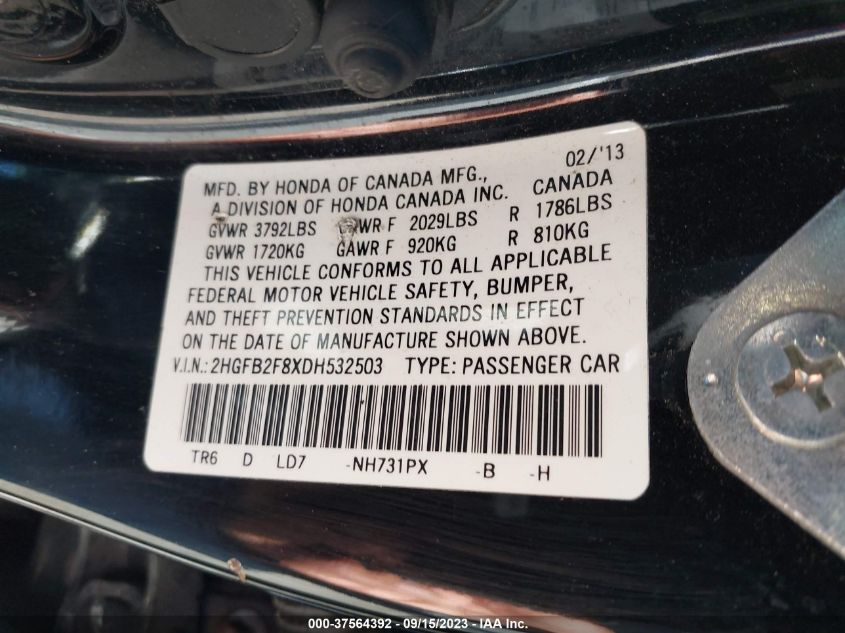 02/'13
MFD. BY HONDA OF CANADA MFG.,
A DIVISION OF HONDA CANADA INC. CANADA
GVWR 3792LBS GAWR F 2029LBS R 1786LBS
GVWR 1720KG GAWR F 920KG R 810KG
THIS VEHICLE CONFORMS TO ALL APPLICABLE
FEDERAL MOTOR VEHICLE SAFETY, BUMPER,
AND THEFT PREVENTION STANDARDS IN EFFECT
ON THE DATE OF MANUFACTURE SHOWN ABOVE.
V.I.N.: 2HGFB2F8XDH532503 TYPE: PASSENGER CAR
TR6 D LD7 -NH731PX -B -H
000-37564392 - 09/15/2023 - IAA Inc.